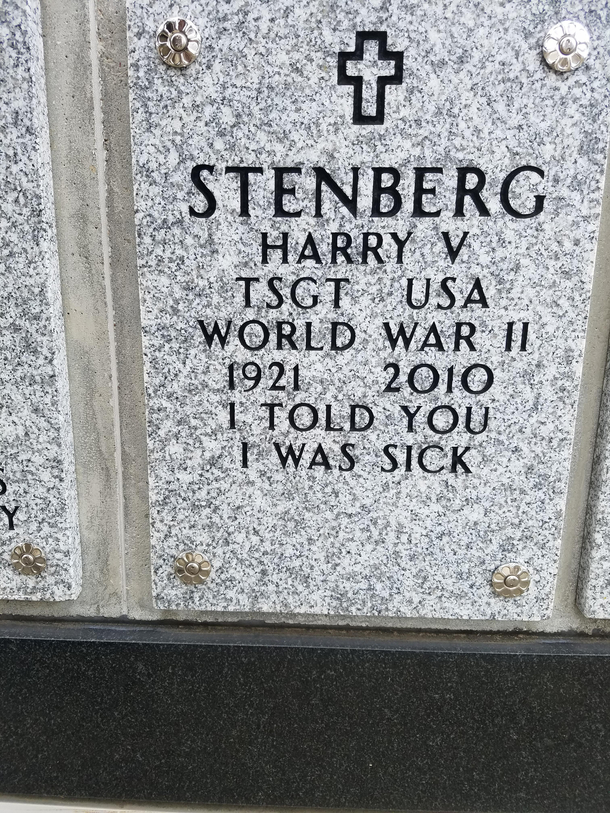 STENBERG
HARRY V
TSGT USA
WORLD WAR II
1921 2010
I TOLD YOU
I WAS SICK